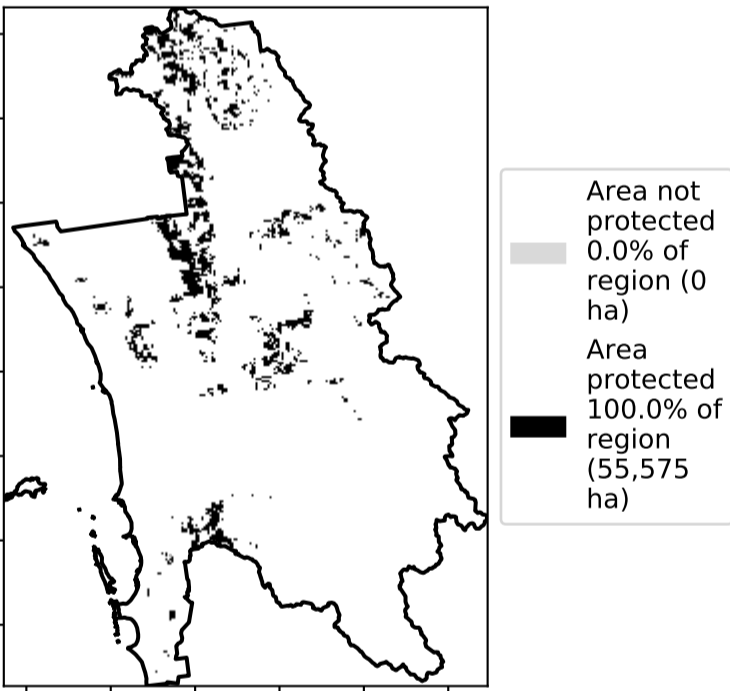 Area not
protected
0.0% of
region (0
ha)
Area
protected
100.0% of
region
(55,575
ha)